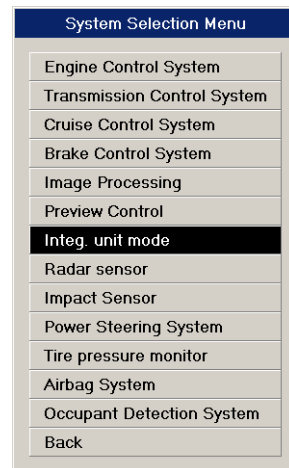 System Selection Menu
Engine Control System
Transmission Control System
Cruise Control System
Brake Control System
Image Processing
Preview Control
Integ. unit mode
Radar sensor
Impact Sensor
Power Steering System
Tire pressure monitor
Airbag System
Occupant Detection System
Back